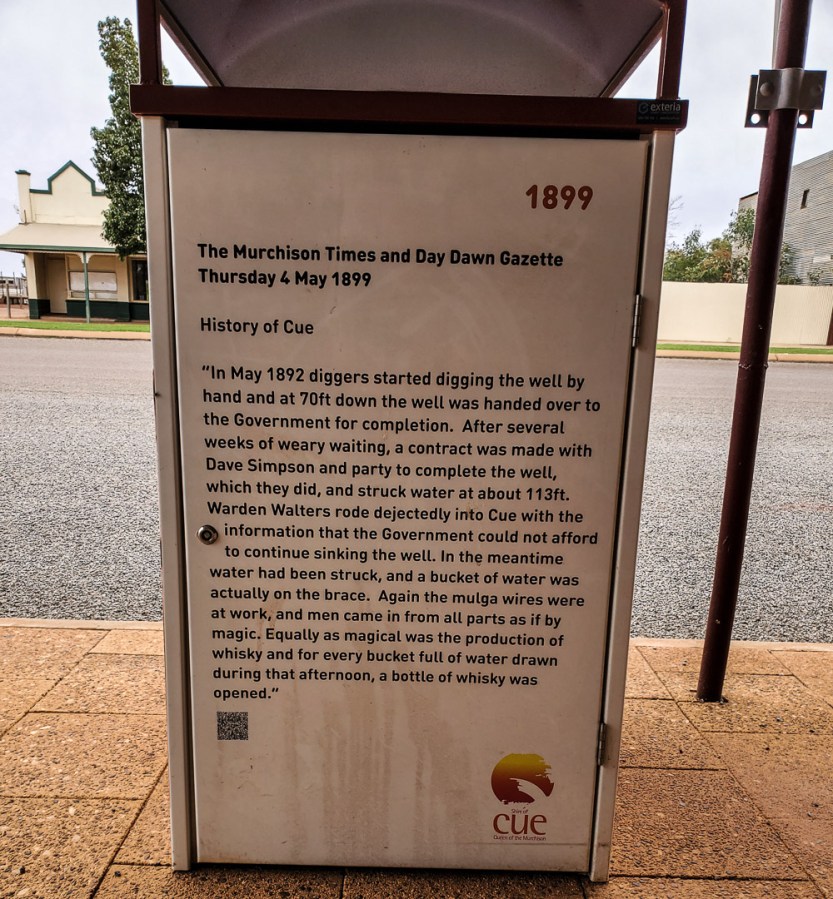 exteria
1899
The Murchison Times and Day Dawn Gazette
Thursday 4 May 1899
History of Cue
“In May 1892 diggers started digging the well by
hand and at 70ft down the well was handed over to
the Government for completion. After several
weeks of weary waiting, a contract was made with
Dave Simpson and party to complete the well,
which they did, and struck water at about 113ft.
Warden Walters rode dejectedly into Cue with the
information that the Government could not afford
to continue sinking the well. In the meantime
water had been struck, and a bucket of water was
actually on the brace. Again the mulga wires were
at work, and men came in from all parts as if by
magic. Equally as magical was the production of
whisky and for every bucket full of water drawn
during that afternoon, a bottle of whisky was
opened.“
Shire of
cue
Queen of the Murchison